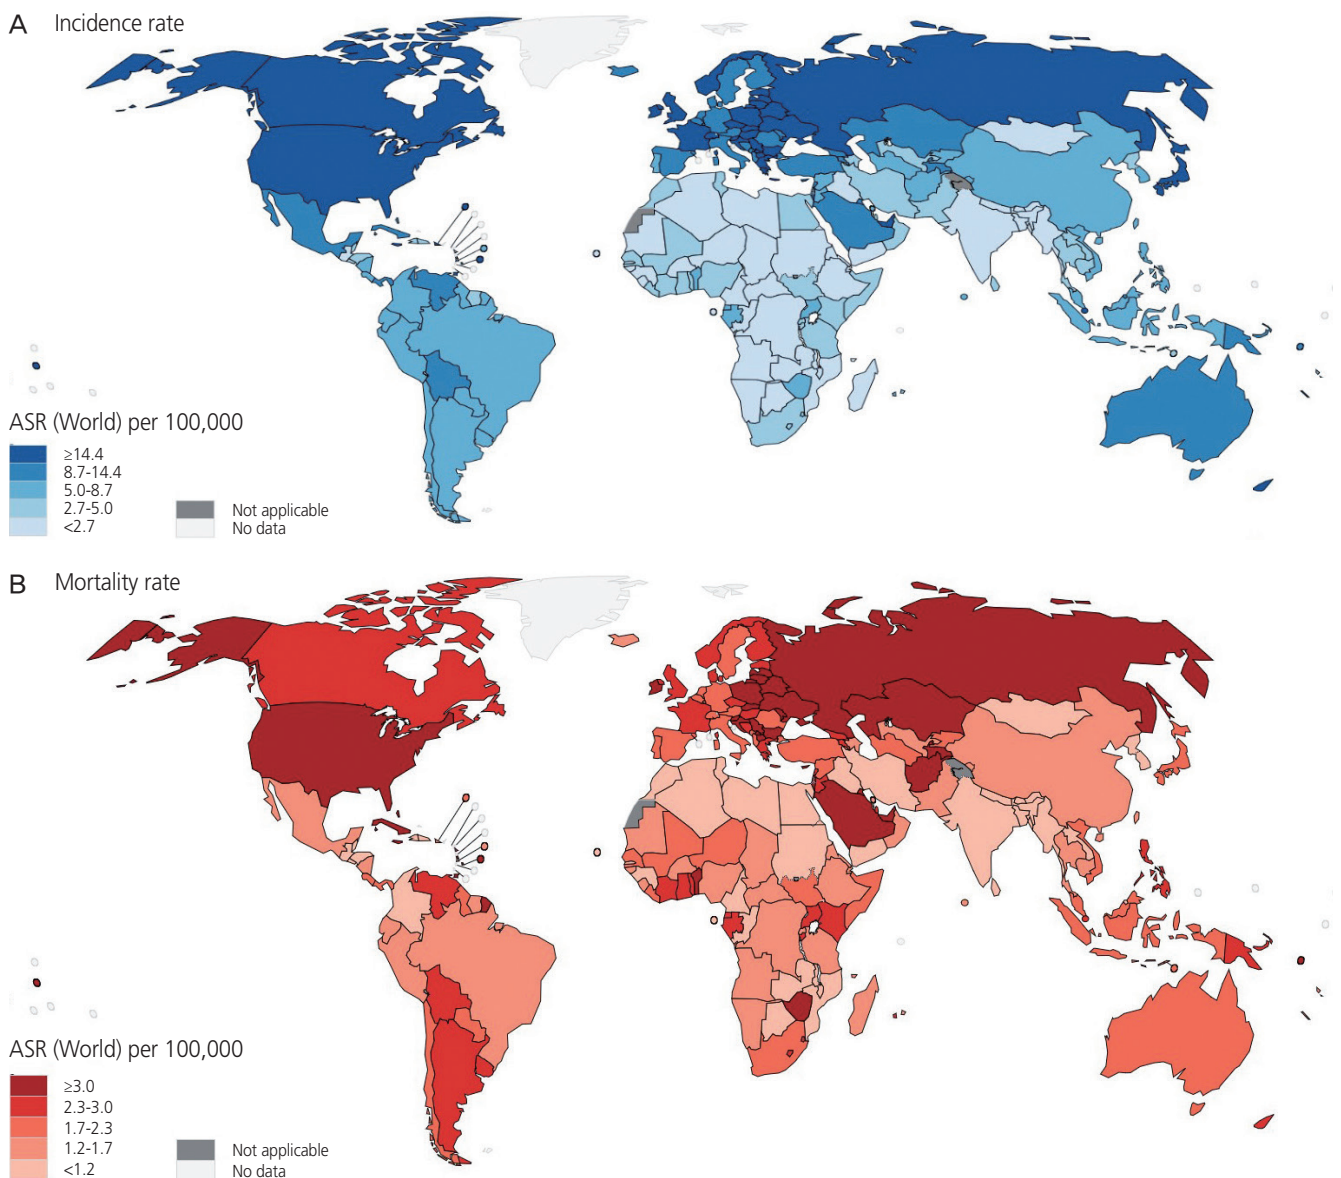 A Incidence rate
ASR (World) per 100,000
≥14.4
8.7-14.4
5.0-8.7
2.7-5.0
<2.7
Not applicable
No data
B Mortality rate
ASR (World) per 100,000
≥3.0
2.3-3.0
1.7-2.3
1.2-1.7
<1.2
Not applicable
No data